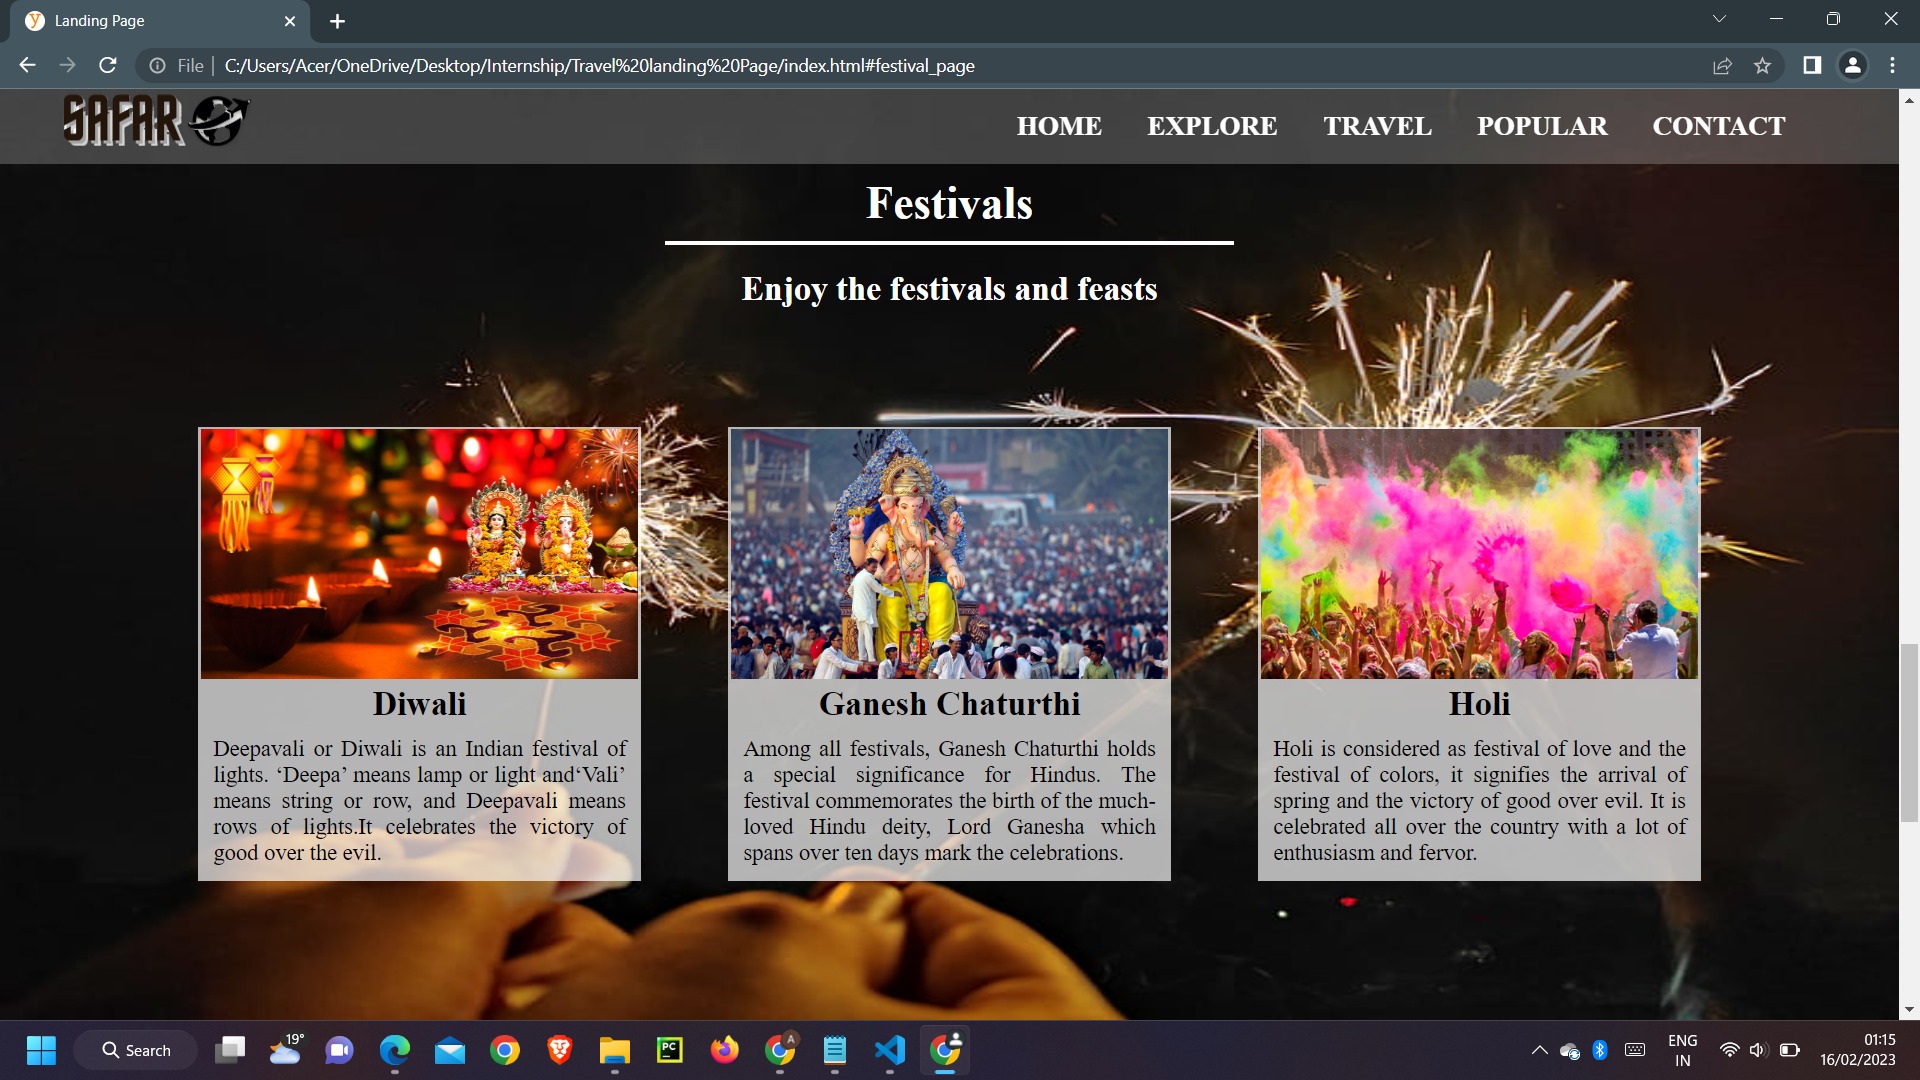 Landing Page
File
C:/Users/Acer/OneDrive/Desktop/Internship/Travel%20landing%20Page/index.html#festival_page
SAFAR
HOME EXPLORE TRAVEL POPULAR CONTACT
Festivals
Enjoy the festivals and feasts
Diwali
Deepavali or Diwali is an Indian festival of
lights. ‘Deepa’ means lamp or light and‘Vali’
means string or row, and Deepavali means
rows of lights.It celebrates the victory of
good over the evil.
Ganesh Chaturthi
Among all festivals, Ganesh Chaturthi holds
a special significance for Hindus. The
festival commemorates the birth of the much-
loved Hindu deity, Lord Ganesha which
spans over ten days mark the celebrations.
Holi
Holi is considered as festival of love and the
festival of colors, it signifies the arrival of
spring and the victory of good over evil. It is
celebrated all over the country with a lot of
enthusiasm and fervor.
Search
19°
PC
A
ENG
IN
01:15
16/02/2023